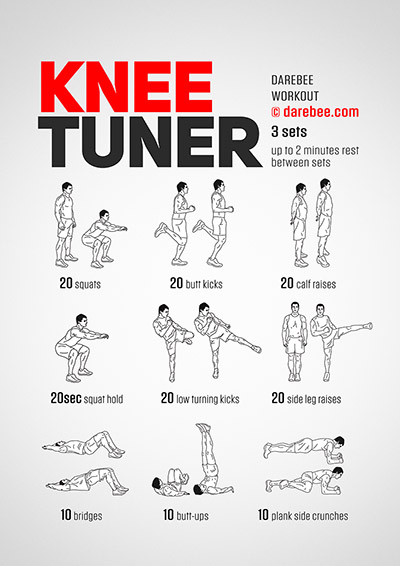 KNEE
TUNER
DAREBEE
WORKOUT
© darebee.com
3 sets
up to 2 minutes rest
between sets
20 squats
20 butt kicks
20 calf raises
20sec squat hold
20 low turning kicks
20 side leg raises
10 bridges
10 butt-ups
10 plank side crunches